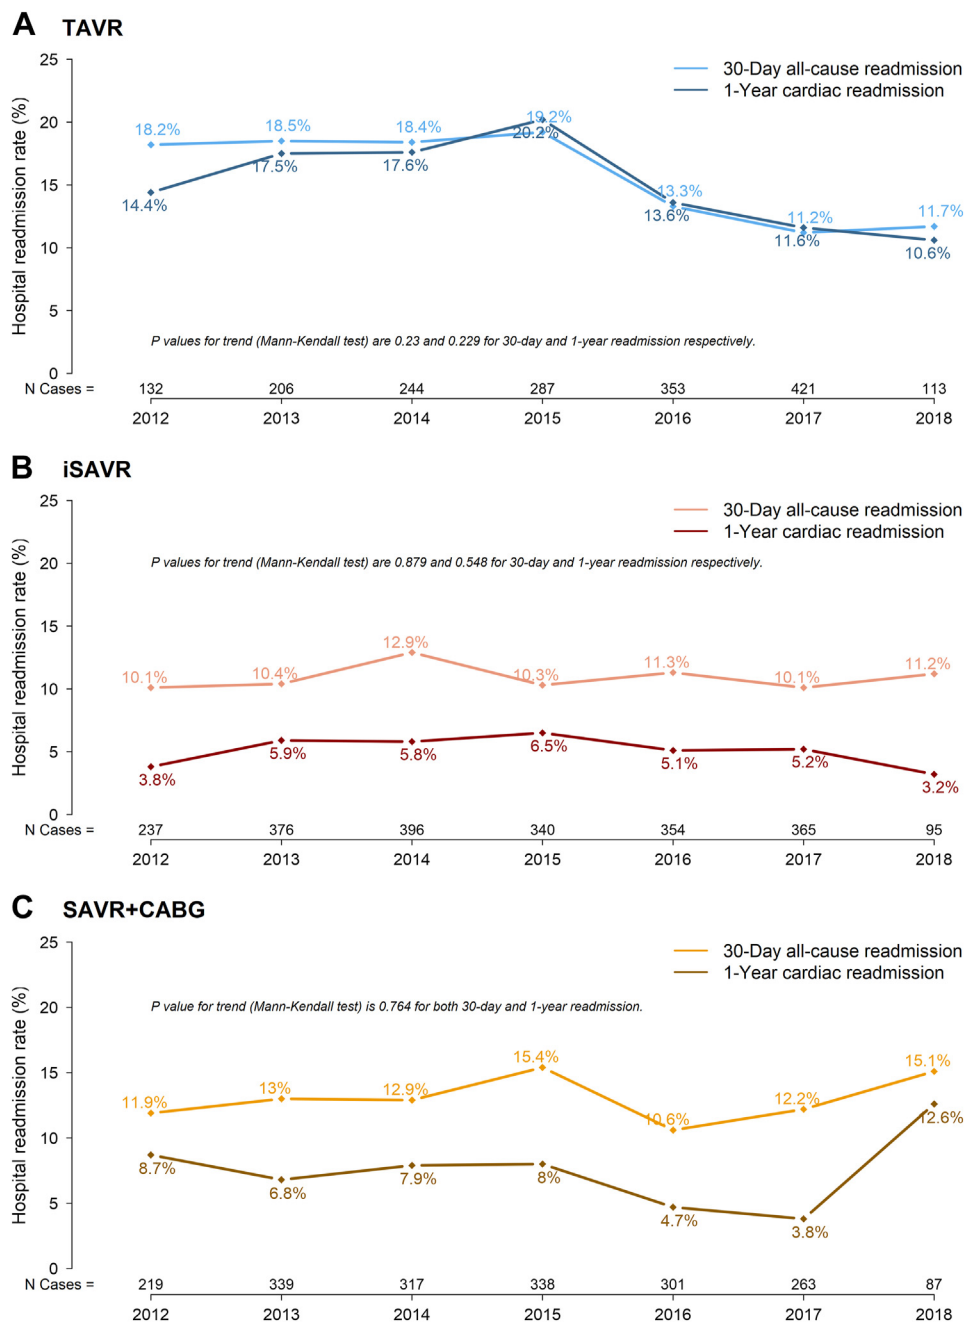 A TAVR
25
20
15
10
5
0
Hospital readmission rate (%)
30-Day all-cause readmission
1-Year cardiac readmission
18.2% 18.5% 18.4% 19.2% 13.3% 11.2% 11.7%
14.4% 17.5% 17.6% 20.2% 13.6% 11.6% 10.6%
P values for trend (Mann-Kendall test) are 0.23 and 0.229 for 30-day and 1-year readmission respectively.
N Cases = 132 206 244 287 353 421 113
2012 2013 2014 2015 2016 2017 2018
B iSAVR
25
20
15
10
5
0
Hospital readmission rate (%)
30-Day all-cause readmission
1-Year cardiac readmission
P values for trend (Mann-Kendall test) are 0.879 and 0.548 for 30-day and 1-year readmission respectively.
10.1% 10.4% 12.9% 10.3% 11.3% 10.1% 11.2%
3.8% 5.9% 5.8% 6.5% 5.1% 5.2% 3.2%
N Cases = 237 376 396 340 354 365 95
2012 2013 2014 2015 2016 2017 2018
C SAVR+CABG
25
20
15
10
5
0
Hospital readmission rate (%)
30-Day all-cause readmission
1-Year cardiac readmission
P value for trend (Mann-Kendall test) is 0.764 for both 30-day and 1-year readmission.
11.9% 13% 12.9% 15.4% 10.6% 12.2% 15.1%
8.7% 6.8% 7.9% 8% 4.7% 3.8% 12.6%
N Cases = 219 339 317 338 301 263 87
2012 2013 2014 2015 2016 2017 2018